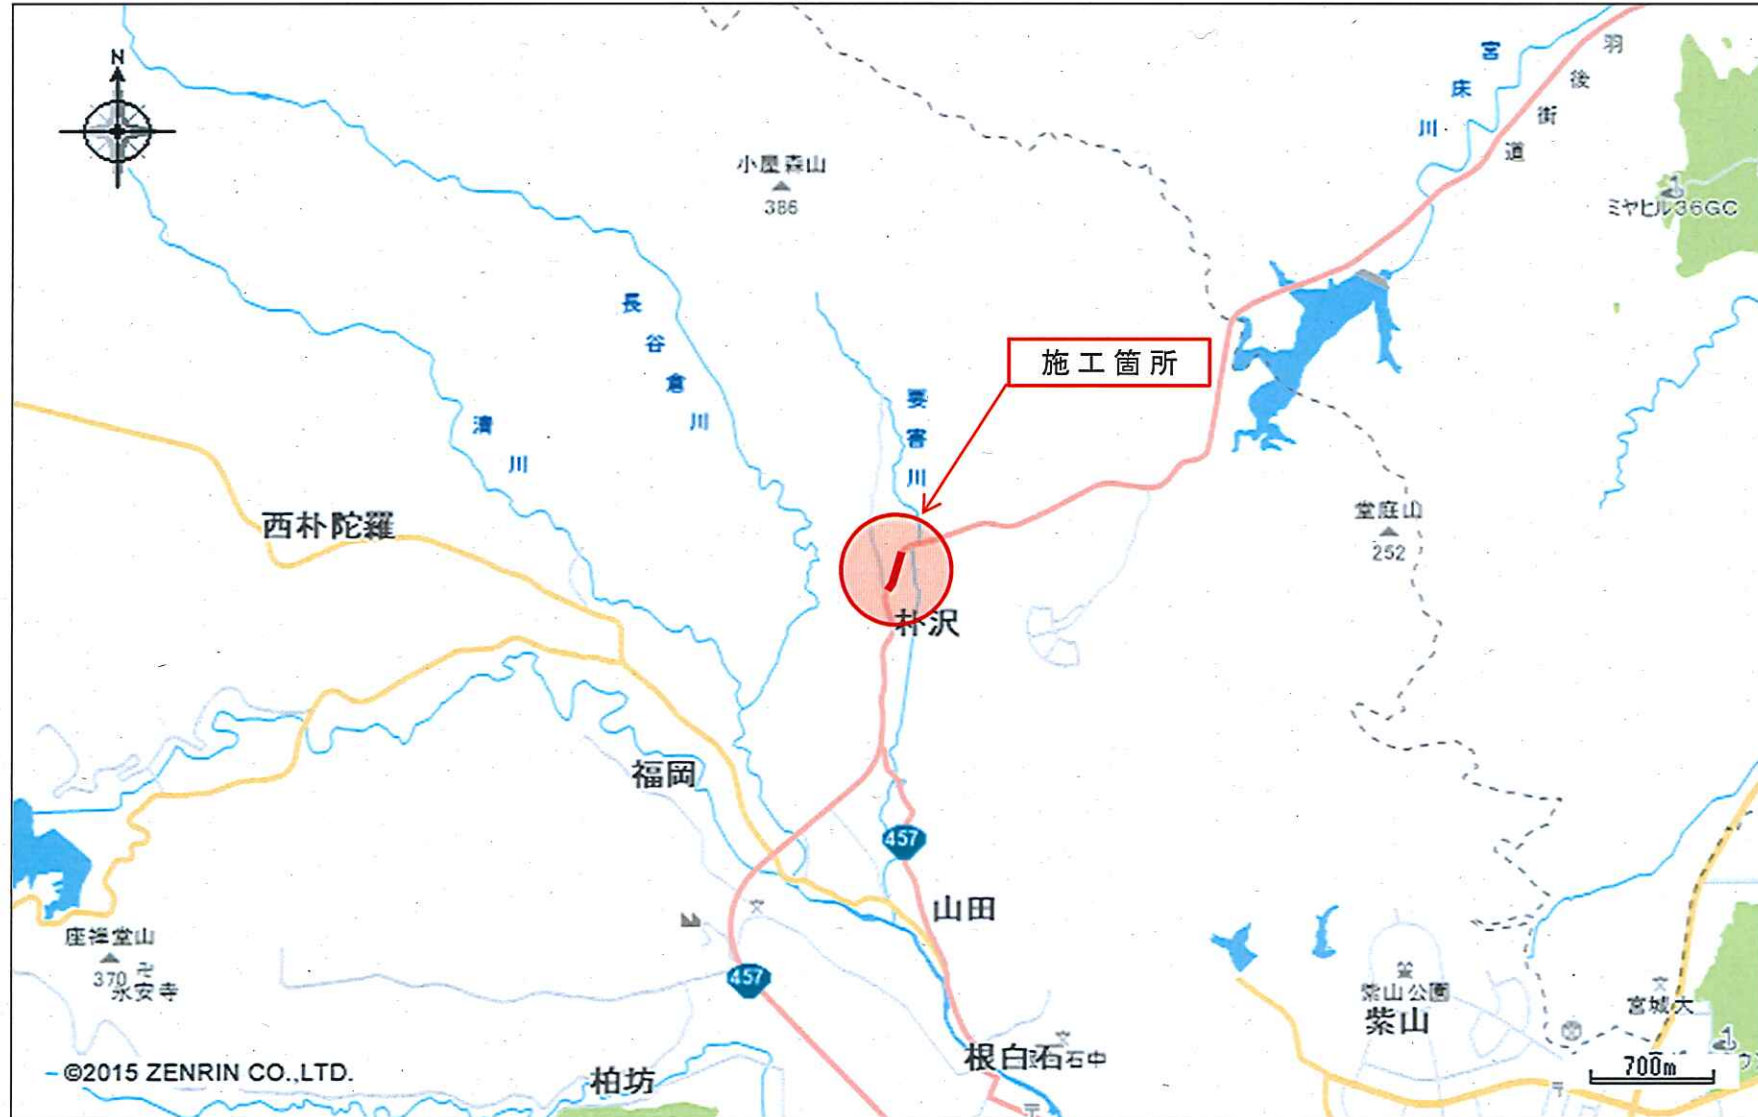 N
宮床川
羽後街道
小屋森山
386
ミヤヒル36GC
長谷倉川
施工箇所
要害川
清川
西朴陀羅
堂庭山
252
朴沢
福岡
457
山田
座禅堂山
370
永安寺
457
紫山公園
紫山
宮城大
根白石
石中
700m
©2015 ZENRIN CO.,LTD.
柏坊